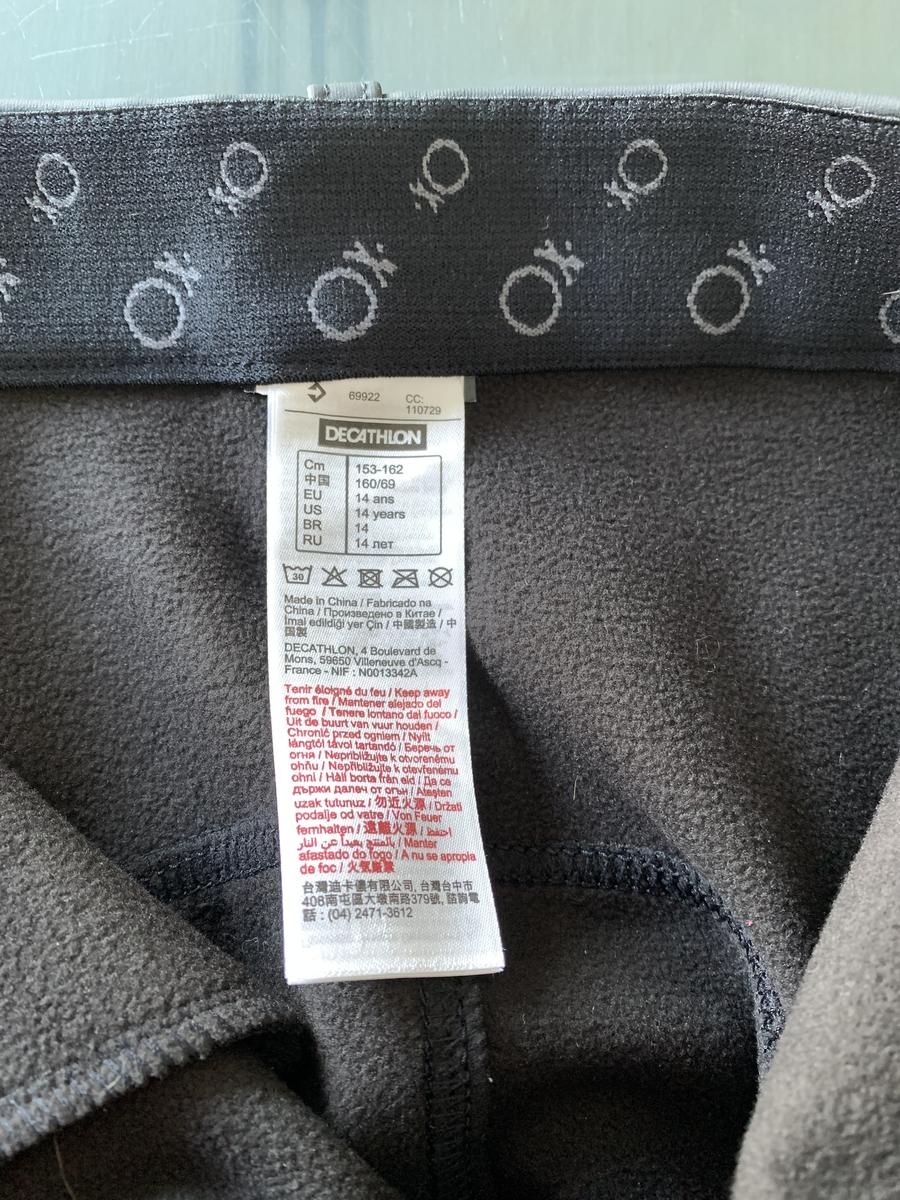 69922 CC:
110729
DECATHLON
Cm 153-162
中国 160/69
EU 14 ans
US 14 years
BR 14
RU 14 лет
30
Made in China / Fabricado na
China / Произведено в Китае /
İmal edildiği yer Çin / 中國製造 / 中
国製
DECATHLON, 4 Boulevard de
Mons, 59650 Villeneuve d'Ascq -
France - NIF : N0013342A
Tenir éloigné du feu / Keep away
from fire / Mantener alejado del
fuego / Tenere lontano dal fuoco /
Uit de buurt van vuur houden /
Chronić przed ogniem / Nyílt
lángtól távol tartandó / Беречь от
огня / Nepribližujte k otvorenému
ohňu / Nepřibližujte k otevřenému
ohni / Håll borta från eld / Да се
държи далеч от огън / Ateşten
uzak tutunuz / 勿近火源 / Držati
podalje od vatre / Von Feuer
fernhalten / 遠離火源 / احتفظ
بالمنتج بعيداً عن النار / Manter
afastado do fogo / A nu se apropia
de foc / 火気厳禁
台灣迪卡儂有限公司, 台灣台中市
408南屯區大墩南路379號, 諮詢電
話 : (04) 2471-3612